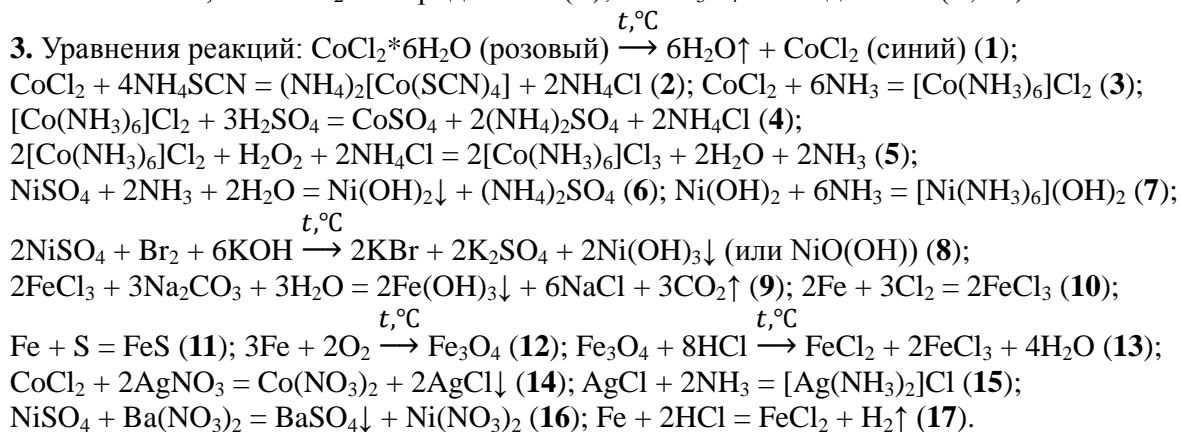 t,°C
3. Уравнения реакций: CoCl₂*6H₂O (розовый) ⟶ 6H₂O↑ + CoCl₂ (синий) (1);
CoCl₂ + 4NH₄SCN = (NH₄)₂[Co(SCN)₄] + 2NH₄Cl (2); CoCl₂ + 6NH₃ = [Co(NH₃)₆]Cl₂ (3);
[Co(NH₃)₆]Cl₂ + 3H₂SO₄ = CoSO₄ + 2(NH₄)₂SO₄ + 2NH₄Cl (4);
2[Co(NH₃)₆]Cl₂ + H₂O₂ + 2NH₄Cl = 2[Co(NH₃)₆]Cl₃ + 2H₂O + 2NH₃ (5);
NiSO₄ + 2NH₃ + 2H₂O = Ni(OH)₂↓ + (NH₄)₂SO₄ (6); Ni(OH)₂ + 6NH₃ = [Ni(NH₃)₆](OH)₂ (7);
t,°C
2NiSO₄ + Br₂ + 6KOH ⟶ 2KBr + 2K₂SO₄ + 2Ni(OH)₃↓ (или NiO(OH)) (8);
2FeCl₃ + 3Na₂CO₃ + 3H₂O = 2Fe(OH)₃↓ + 6NaCl + 3CO₂↑ (9); 2Fe + 3Cl₂ = 2FeCl₃ (10);
t,°C t,°C
Fe + S = FeS (11); 3Fe + 2O₂ ⟶ Fe₃O₄ (12); Fe₃O₄ + 8HCl ⟶ FeCl₂ + 2FeCl₃ + 4H₂O (13);
CoCl₂ + 2AgNO₃ = Co(NO₃)₂ + 2AgCl↓ (14); AgCl + 2NH₃ = [Ag(NH₃)₂]Cl (15);
NiSO₄ + Ba(NO₃)₂ = BaSO₄↓ + Ni(NO₃)₂ (16); Fe + 2HCl = FeCl₂ + H₂↑ (17).